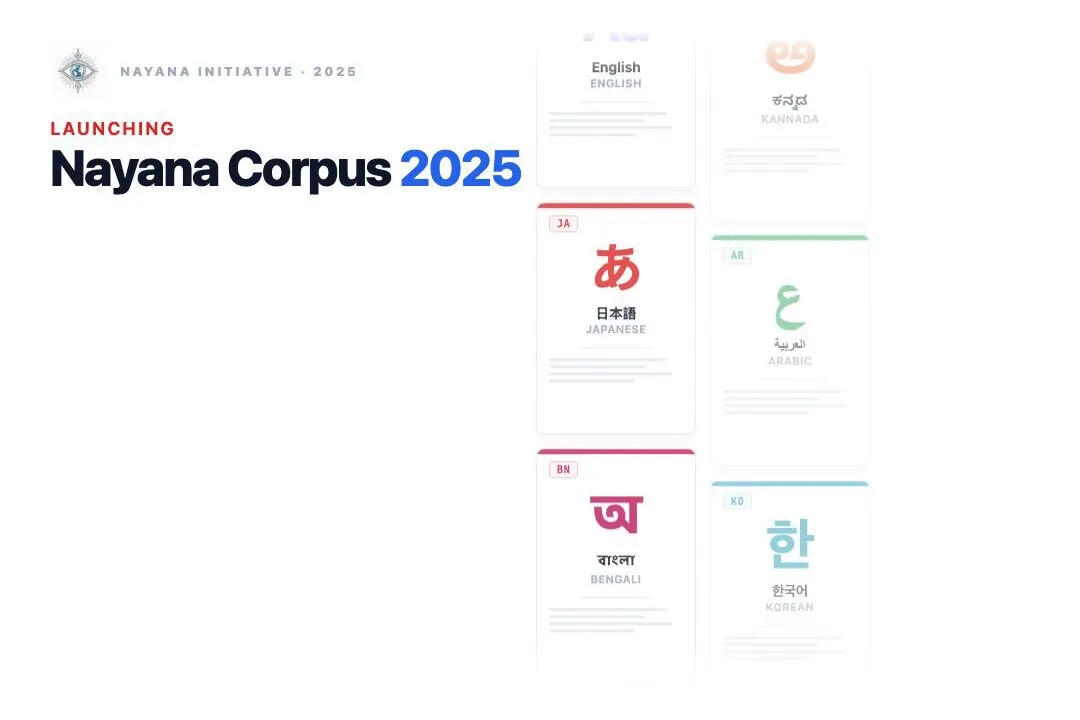 NAYANA INITIATIVE · 2025
LAUNCHING
Nayana Corpus 2025
English
ENGLISH
JA
あ
日本語
JAPANESE
BN
অ
বাংলা
BENGALI
ಕನ್ನಡ
KANNADA
AR
ع
العربية
ARABIC
KO
한
한국어
KOREAN